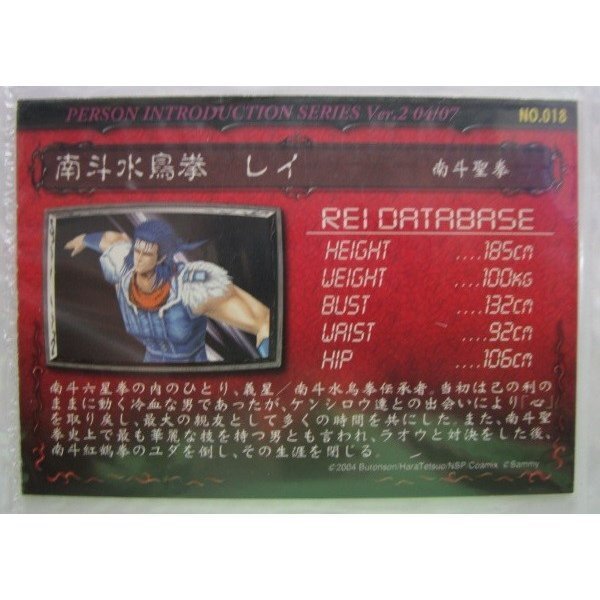 PERSON INTRODUCTION SERIES Ver.2 04/07
NO.018
南斗水鳥拳 レイ 南斗聖拳
REI DATABASE
HEIGHT ....185cm
WEIGHT ....100KG
BUST ....132cm
WAIST ....92cm
HIP ....106cm
南斗六星拳の内のひとり、義星／南斗水鳥拳伝承者。当初は己の利の
ままに動く冷血な男であったが、ケンシロウ達との出会いにより「心」
を取り戻し、最大の親友として多くの時間を共にした。また、南斗聖
拳史上で最も華麗な技を持つ男とも言われ、ラオウと対決をした後、
南斗紅鶴拳のユダを倒し、その生涯を閉じる。
©2004 Buronson/HaraTetsuo/NSP Coamix ©Sammy